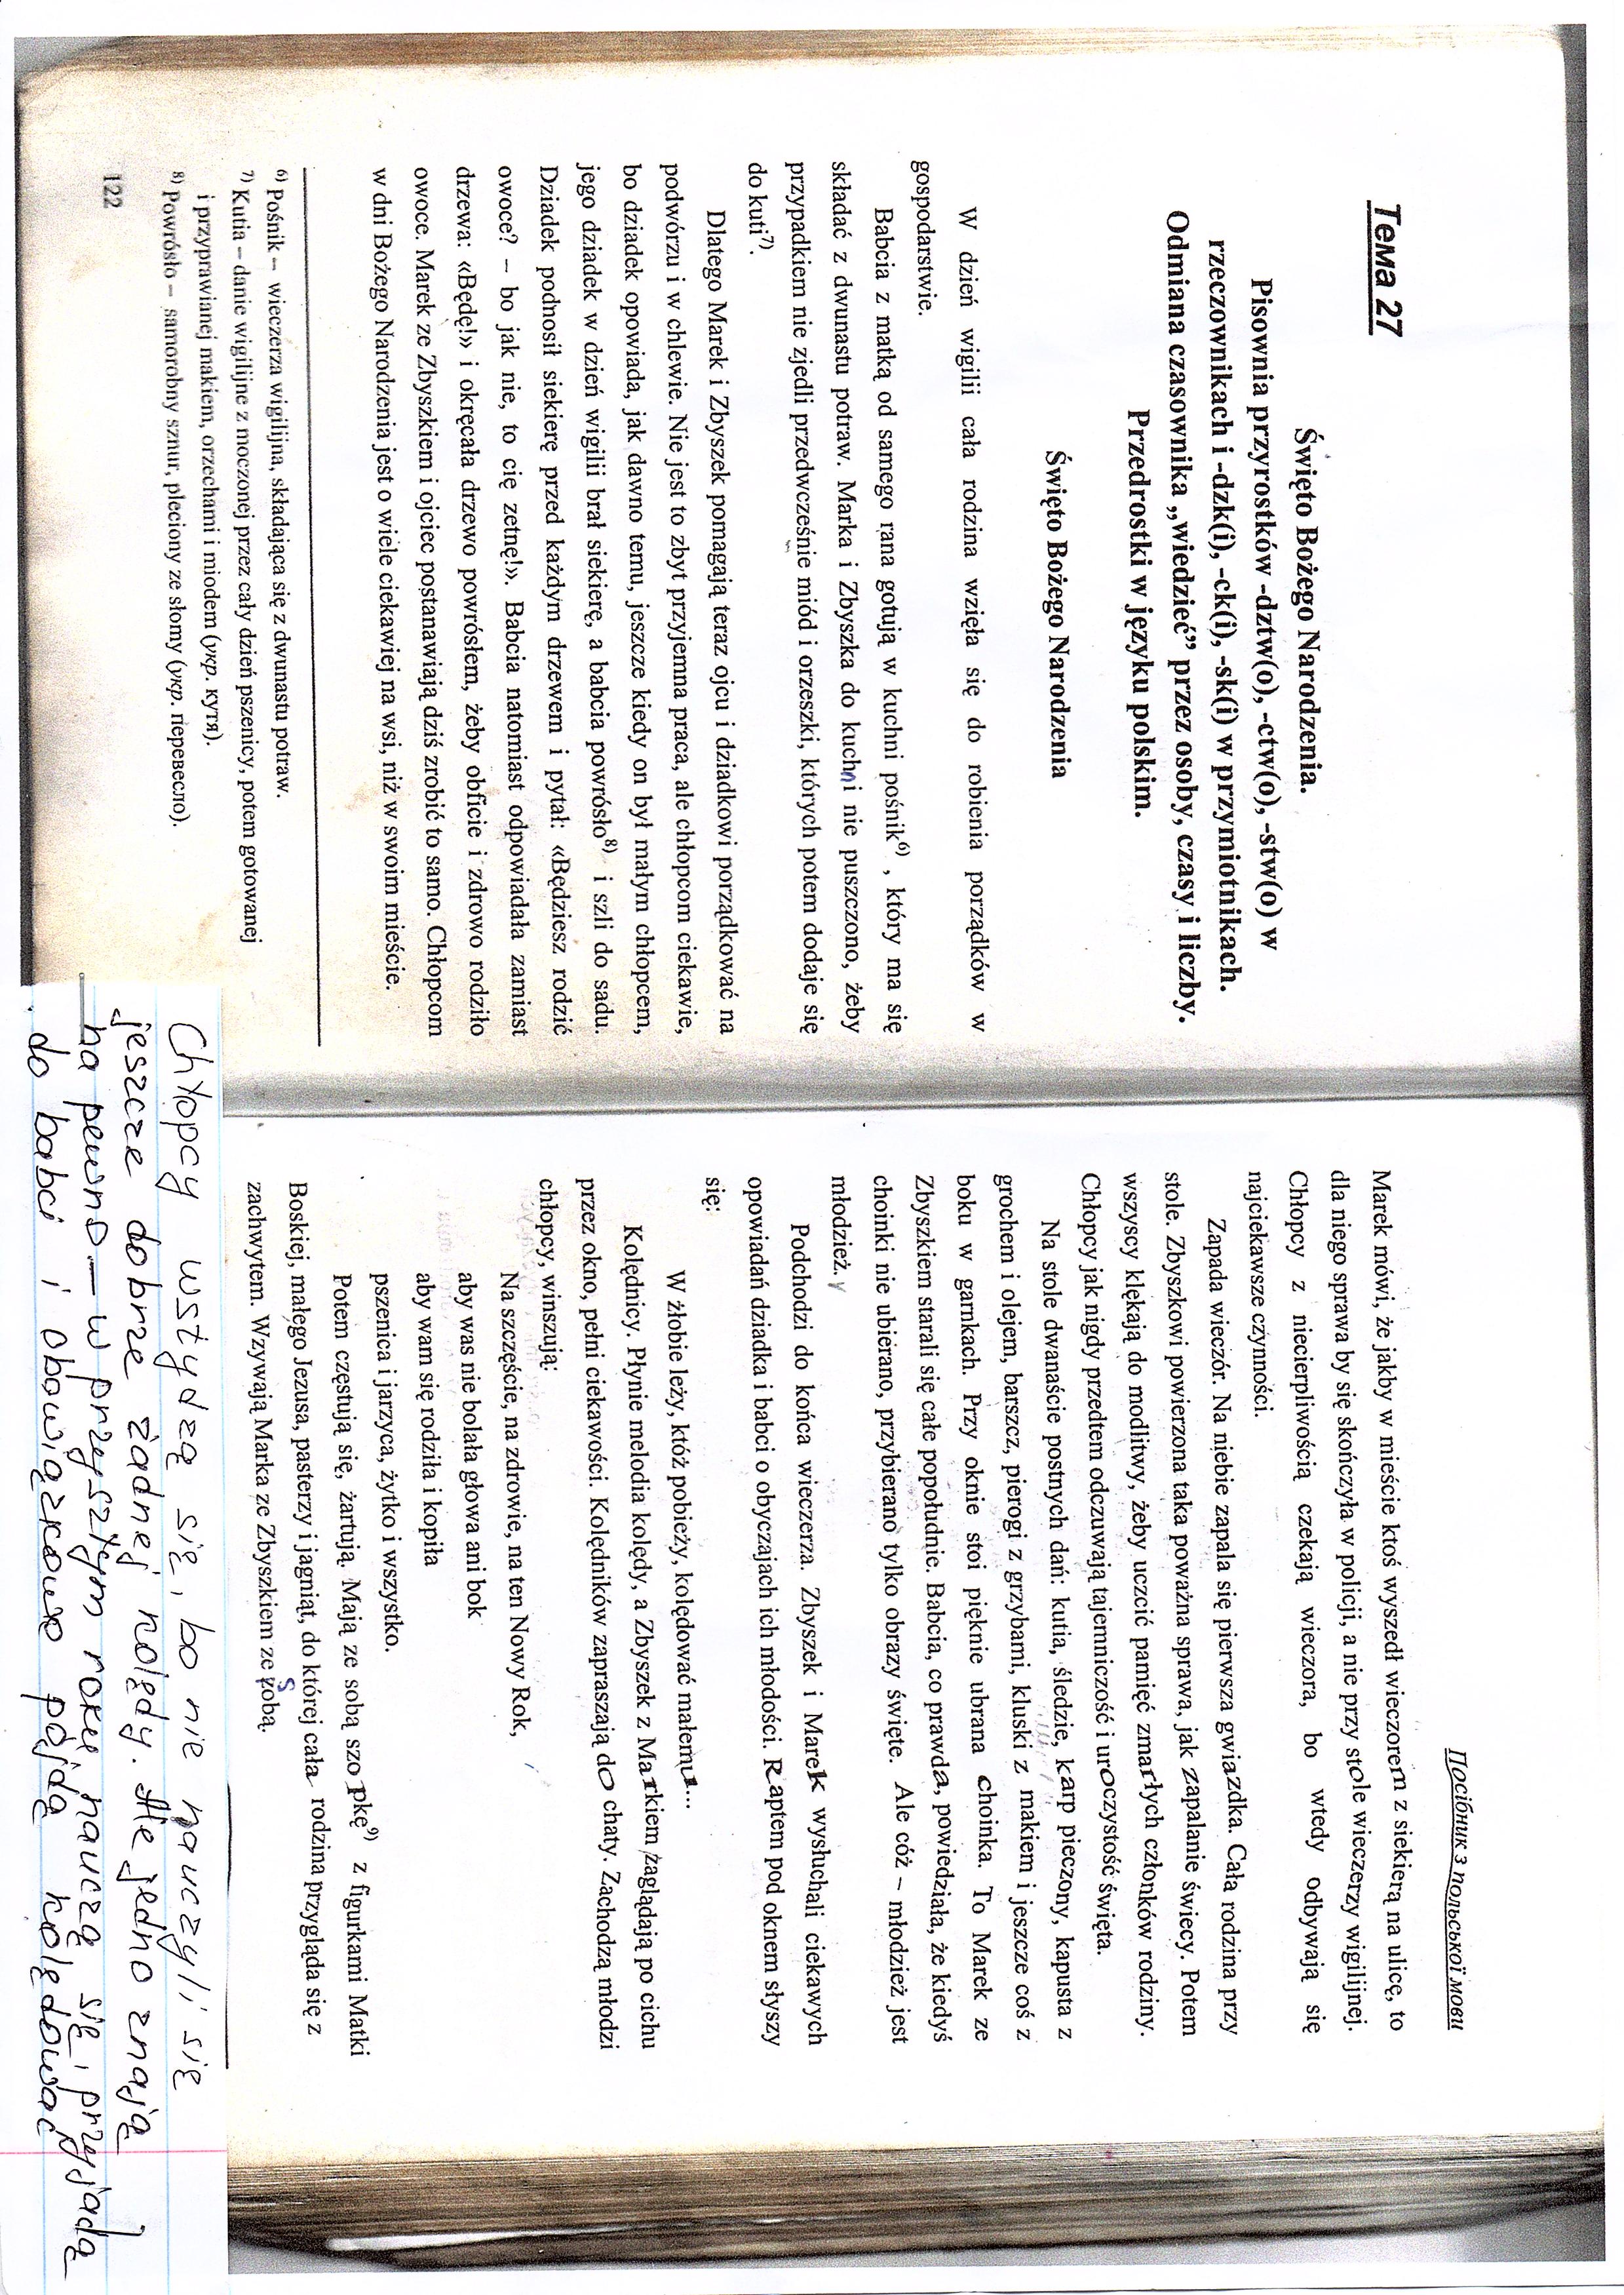 Тема 27
Święto Bożego Narodzenia.
Pisownia przyrostków -dztw(o), -ctw(o), -stw(o) w
rzeczownikach i -dzk(i), -ck(i), -sk(i) w przymiotnikach.
Odmiana czasownika „wiedzieć” przez osoby, czasy i liczby.
Przedrostki w języku polskim.
Święto Bożego Narodzenia
W dzień wigilii cała rodzina wzięła się do robienia porządków w
gospodarstwie.
Babcia z matką od samego rana gotują w kuchni pośnik⁶⁾ , który ma się
składać z dwunastu potraw. Marka i Zbyszka do kuchni nie puszczono, żeby
przypadkiem nie zjedli przedwcześnie miód i orzeszki, których potem dodaje się
do kuti⁷⁾.
Dlatego Marek i Zbyszek pomagają teraz ojcu i dziadkowi porządkować na
podwórzu i w chlewie. Nie jest to zbyt przyjemna praca, ale chłopcom ciekawie,
bo dziadek opowiada, jak dawno temu, jeszcze kiedy on był małym chłopcem,
jego dziadek w dzień wigilii brał siekierę, a babcia powrósło⁸⁾ i szli do sadu.
Dziadek podnosił siekierę przed każdym drzewem i pytał: «Będziesz rodzić
owoce? – bo jak nie, to cię zetnę!». Babcia natomiast odpowiadała zamiast
drzewa: «Będę!» i okręcała drzewo powrósłem, żeby obficie i zdrowo rodziło
owoce. Marek ze Zbyszkiem i ojciec postanawiają dziś zrobić to samo. Chłopcom
w dni Bożego Narodzenia jest o wiele ciekawiej na wsi, niż w swoim mieście.
⁶⁾ Pośnik – wieczerza wigilijna, składająca się z dwunastu potraw.
⁷⁾ Kutia – danie wigilijne z moczonej przez cały dzień pszenicy, potem gotowanej
i przyprawianej makiem, orzechami i miodem (укр. кутя).
⁸⁾ Powrósło – samorobny sznur, pleciony ze słomy (укр. перевесло).
122
Посібник з польської мови
Marek mówi, że jakby w mieście ktoś wyszedł wieczorem z siekierą na ulicę, to
dla niego sprawa by się skończyła w policji, a nie przy stole wieczerzy wigilijnej.
Chłopcy z niecierpliwością czekają wieczora, bo wtedy odbywają się
najciekawsze czynności.
Zapada wieczór. Na niebie zapala się pierwsza gwiazdka. Cała rodzina przy
stole. Zbyszkowi powierzona taka poważna sprawa, jak zapalanie świecy. Potem
wszyscy klękają do modlitwy, żeby uczcić pamięć zmarłych członków rodziny.
Chłopcy jak nigdy przedtem odczuwają tajemniczość i uroczystość święta.
Na stole dwanaście postnych dań: kutia, śledzie, karp pieczony, kapusta z
grochem i olejem, barszcz, pierogi z grzybami, kluski z makiem i jeszcze coś z
boku w garnkach. Przy oknie stoi pięknie ubrana choinka. To Marek ze
Zbyszkiem starali się całe popołudnie. Babcia, co prawda, powiedziała, że kiedyś
choinki nie ubierano, przybierano tylko obrazy święte. Ale cóż – młodzież jest
młodzież.
Podchodzi do końca wieczerza. Zbyszek i Marek wysłuchali ciekawych
opowiadań dziadka i babci o obyczajach ich młodości. Raptem pod oknem słyszy
się:
W żłobie leży, któż pobieży, kolędować małemu...
Kolędnicy. Płynie melodia kolędy, a Zbyszek z Markiem zaglądają po cichu
przez okno, pełni ciekawości. Kolędników zapraszają do chaty. Zachodzą młodzi
chłopcy, winszują:
Na szczęście, na zdrowie, na ten Nowy Rok,
aby was nie bolała głowa ani bok
aby wam się rodziła i kopiła
pszenica i jarzyca, żytko i wszystko.
Potem częstują się, żartują. Mają ze sobą szopkę⁹⁾ z figurkami Matki
Boskiej, małego Jezusa, pasterzy i jagniąt, do której cała rodzina przygląda się z
zachwytem. Wzywają Marka ze Zbyszkiem ze sobą.
Chłopcy wstydzą się, bo nie nauczyli się
jeszcze dobrze żadnej kolędy. Ale jedno znają
na pewno – w przyszłym roku nauczą się, przyjadą
do babci i obowiązkowo pójdą kolędować